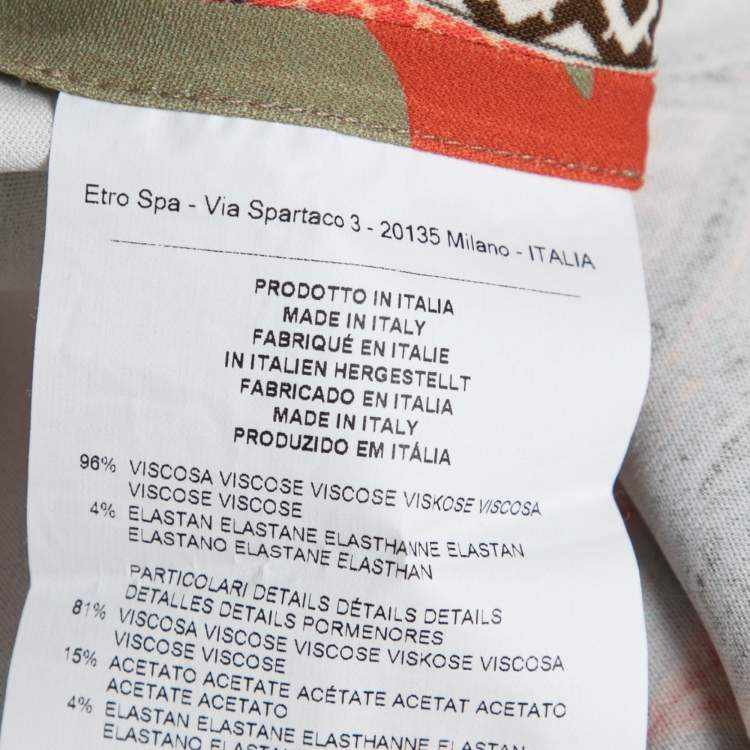 Etro Spa - Via Spartaco 3 - 20135 Milano - ITALIA
PRODOTTO IN ITALIA
MADE IN ITALY
FABRIQUÉ EN ITALIE
IN ITALIEN HERGESTELLT
FABRICADO EN ITALIA
MADE IN ITALY
PRODUZIDO EM ITÁLIA
96% VISCOSA VISCOSE VISCOSE VISKOSE VISCOSA
VISCOSE VISCOSE
4% ELASTAN ELASTANE ELASTHANNE ELASTAN
ELASTANO ELASTANE ELASTHAN
PARTICOLARI DETAILS DÉTAILS DETAILS
DETALLES DETAILS PORMENORES
81% VISCOSA VISCOSE VISCOSE VISKOSE VISCOSA
VISCOSE VISCOSE
15% ACETATO ACETATE ACÉTATE ACETAT ACETATO
ACETATE ACETATO
4% ELASTAN ELASTANE ELASTHANNE ELASTAN
ELASTANO ELASTANE